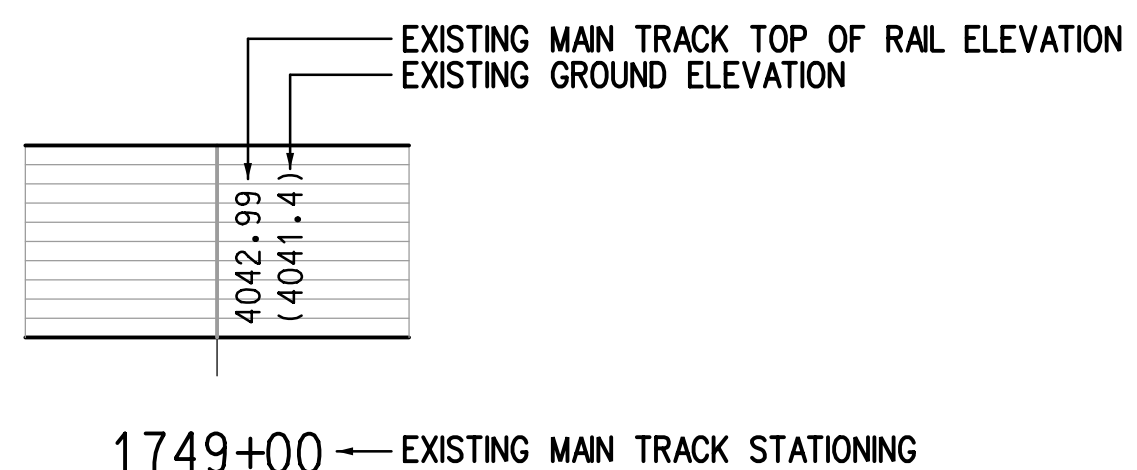 EXISTING MAIN TRACK TOP OF RAIL ELEVATION
EXISTING GROUND ELEVATION
4042.99
(4041.4)
1749+00
EXISTING MAIN TRACK STATIONING